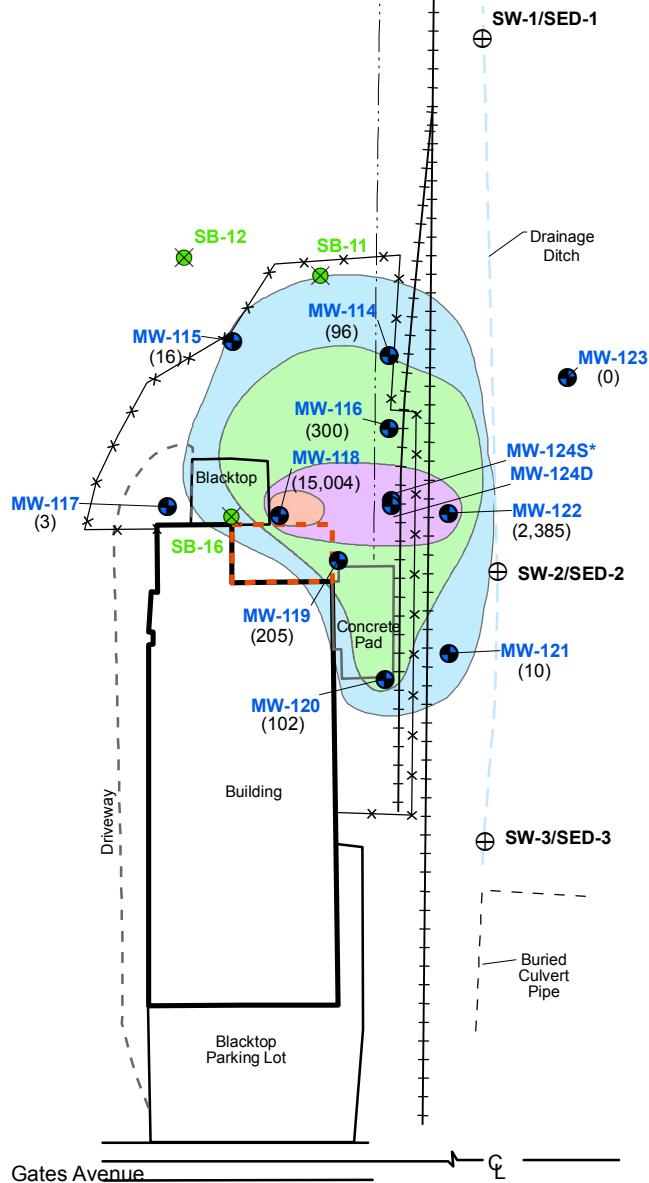 SW-1/SED-1
SB-12
SB-11
Drainage
Ditch
MW-115
(16)
MW-114
(96)
MW-123
(0)
MW-116
(300)
MW-124S*
MW-118
(15,004)
MW-124D
Blacktop
MW-117
(3)
MW-122
(2,385)
SB-16
SW-2/SED-2
MW-119
(205)
Concrete
Pad
MW-121
(10)
MW-120
(102)
Building
Driveway
SW-3/SED-3
Buried
Culvert
Pipe
Blacktop
Parking Lot
Gates Avenue
℄